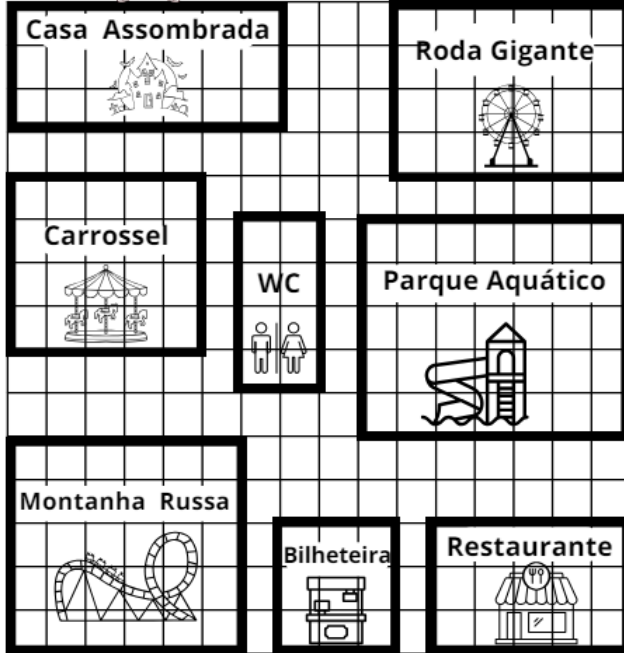 Casa Assombrada
Roda Gigante
Carrossel
WC
Parque Aquático
Montanha Russa
Bilheteira
Restaurante